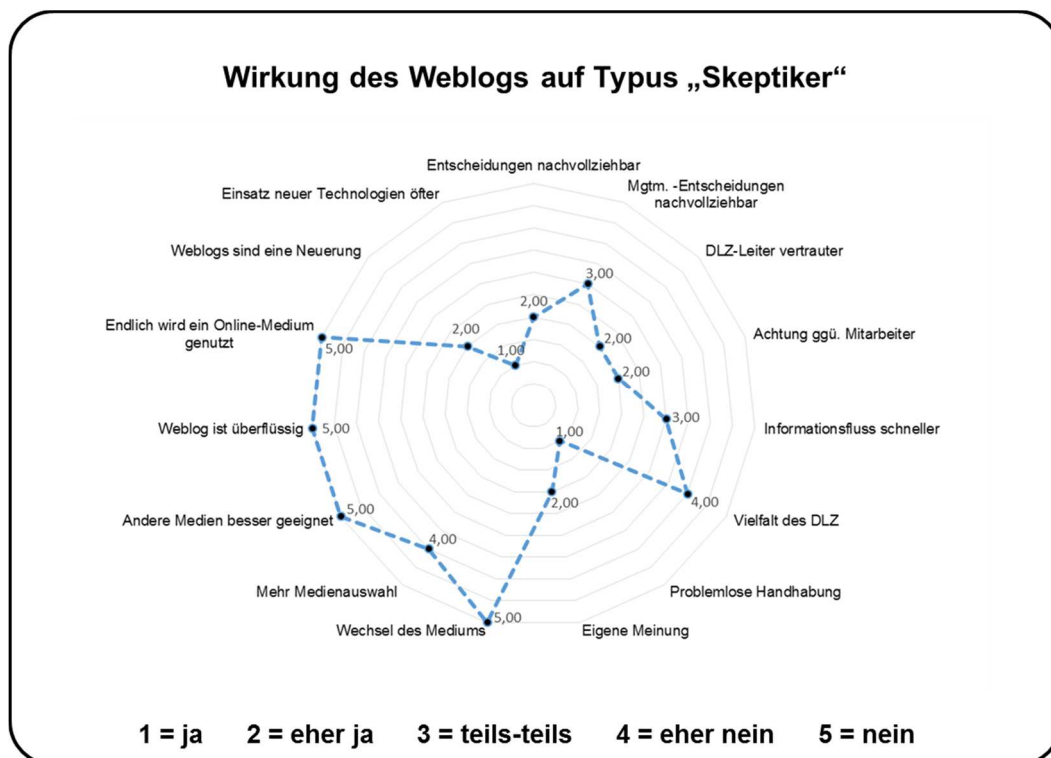 Wirkung des Weblogs auf Typus „Skeptiker“
Entscheidungen nachvollziehbar
Mgtm. -Entscheidungen
nachvollziehbar
DLZ-Leiter vertrauter
Achtung ggü. Mitarbeiter
Informationsfluss schneller
Vielfalt des DLZ
Problemlose Handhabung
Eigene Meinung
Wechsel des Mediums
Mehr Medienauswahl
Andere Medien besser geeignet
Weblog ist überflüssig
Endlich wird ein Online-Medium
genutzt
Weblogs sind eine Neuerung
Einsatz neuer Technologien öfter
2,00
3,00
2,00
2,00
3,00
4,00
1,00
2,00
5,00
4,00
5,00
5,00
5,00
2,00
1,00
1 = ja 2 = eher ja 3 = teils-teils 4 = eher nein 5 = nein